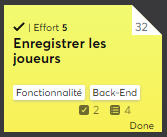 | Effort 5
32
Enregistrer les
joueurs
Fonctionnalité Back-End
2 4
Done